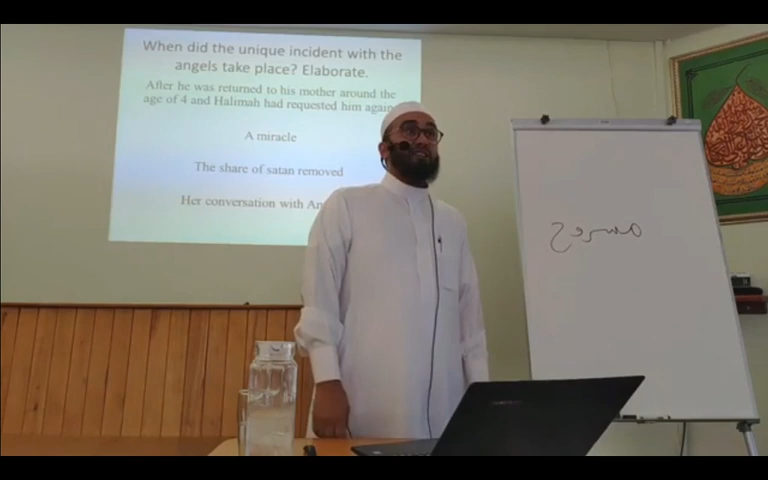 When did the unique incident with the
angels take place? Elaborate.
After he was returned to his mother around the
age of 4 and Halimah had requested him again
A miracle
The share of satan removed
Her conversation with
مسروح